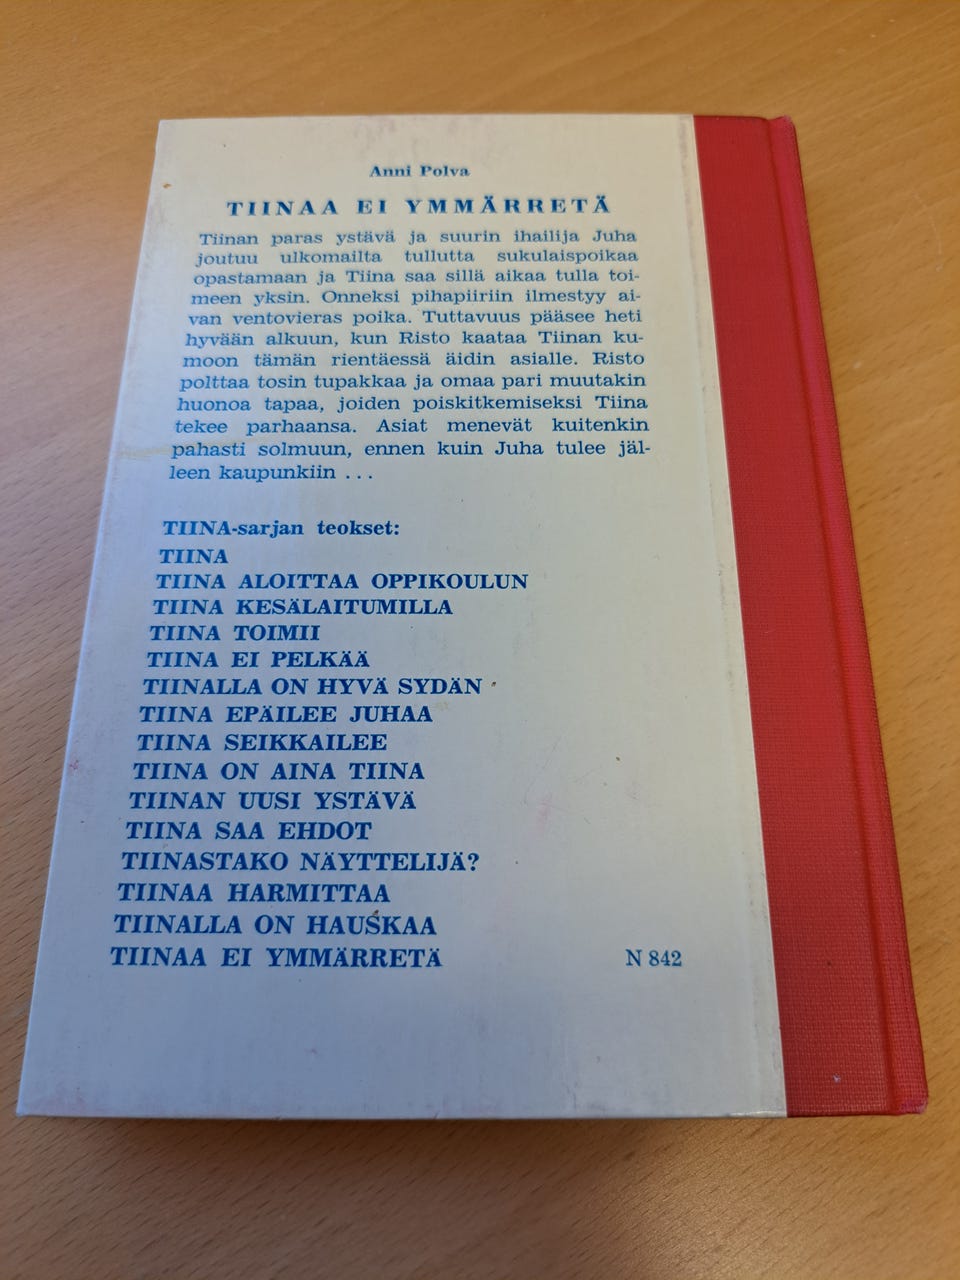 Anni Polva
TIINAA EI YMMÄRRETÄ
Tiinan paras ystävä ja suurin ihailija Juha
joutuu ulkomailta tullutta sukulaispoikaa
opastamaan ja Tiina saa sillä aikaa tulla toi-
meen yksin. Onneksi pihapiiriin ilmestyy ai-
van ventovieras poika. Tuttavuus pääsee heti
hyvään alkuun, kun Risto kaataa Tiinan ku-
moon tämän rientäessä äidin asialle. Risto
polttaa tosin tupakkaa ja omaa pari muutakin
huonoa tapaa, joiden poiskitkemiseksi Tiina
tekee parhaansa. Asiat menevät kuitenkin
pahasti solmuun, ennen kuin Juha tulee jäl-
leen kaupunkiin ...
TIINA-sarjan teokset:
TIINA
TIINA ALOITTAA OPPIKOULUN
TIINA KESÄLAITUMILLA
TIINA TOIMII
TIINA EI PELKÄÄ
TIINALLA ON HYVÄ SYDÄN
TIINA EPÄILEE JUHAA
TIINA SEIKKAILEE
TIINA ON AINA TIINA
TIINAN UUSI YSTÄVÄ
TIINA SAA EHDOT
TIINASTAKO NÄYTTELIJÄ?
TIINAA HARMITTAA
TIINALLA ON HAUSKAA
TIINAA EI YMMÄRRETÄ
N 842